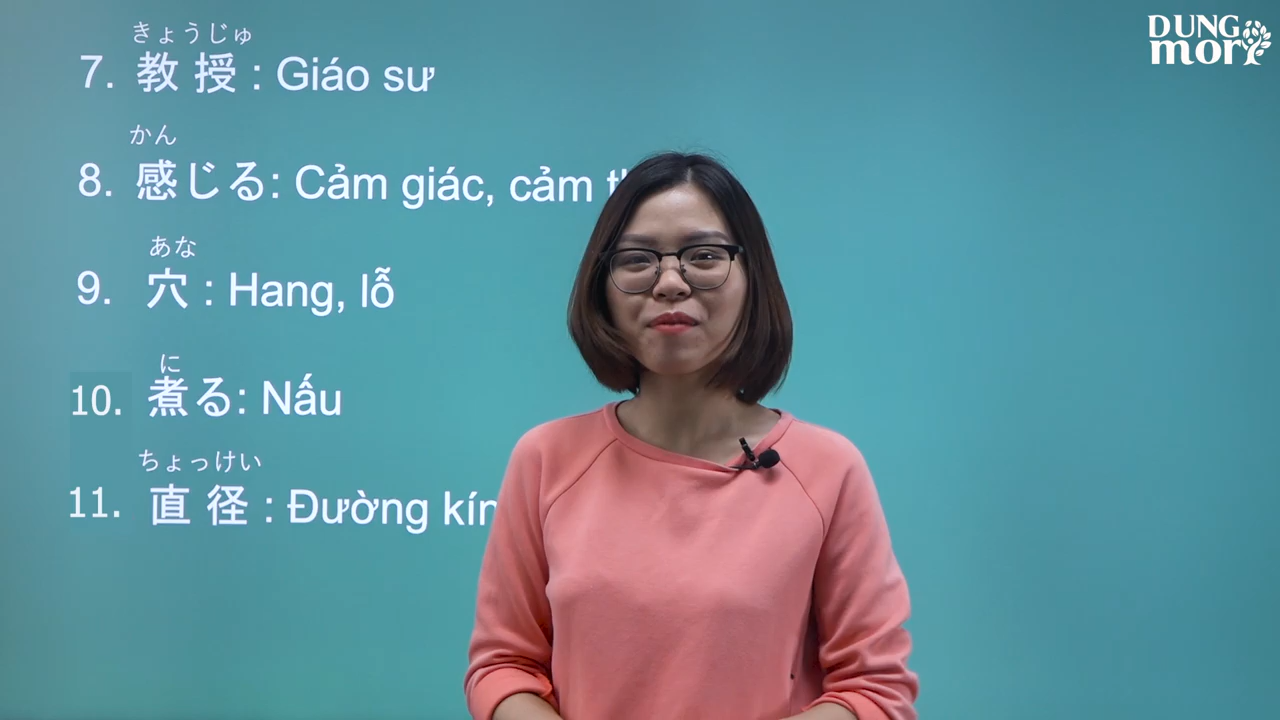 DUNG
mori
きょうじゅ
7. 教授 : Giáo sư
かん
8. 感じる: Cảm giác, cảm
あな
9. 穴 : Hang, lỗ
に
10. 煮る: Nấu
ちょっけい
11. 直径 : Đường